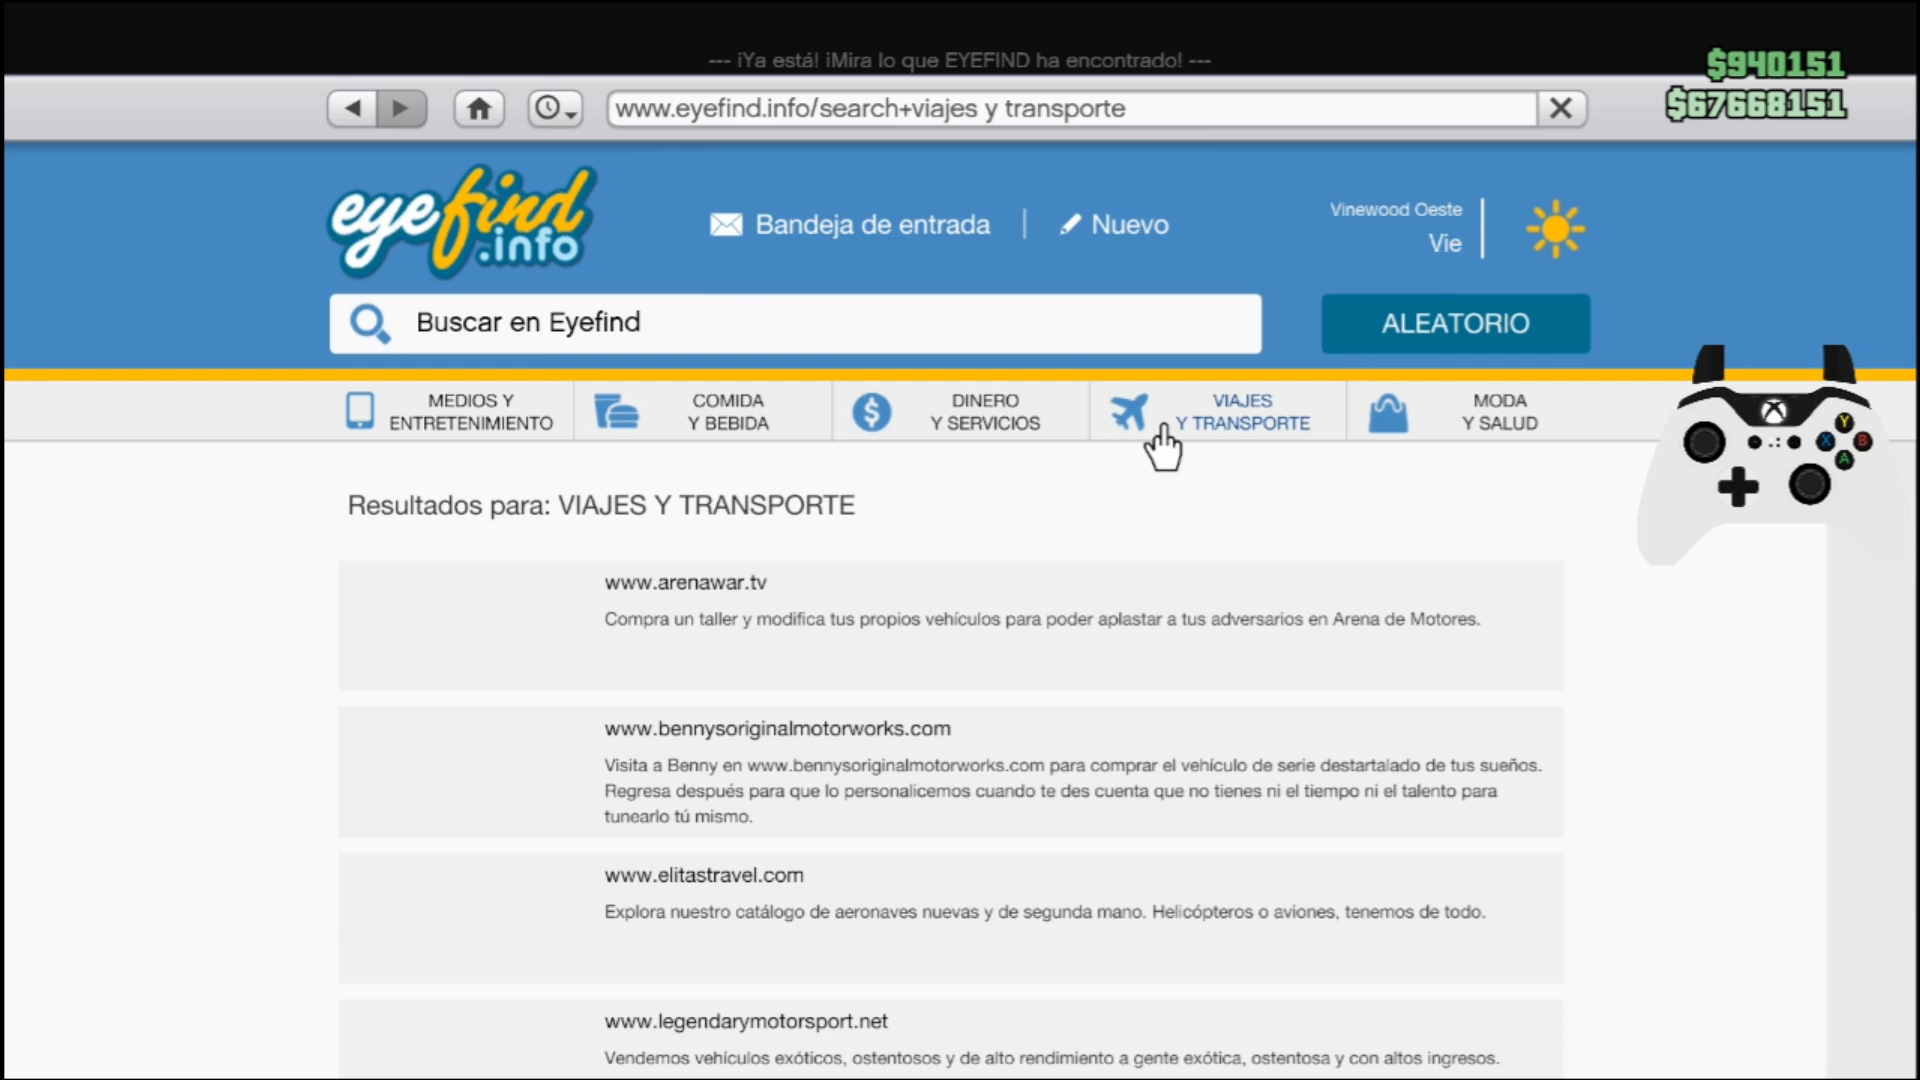 --- ¡Ya está! ¡Mira lo que EYEFIND ha encontrado! ---
$940151
$67668151
www.eyefind.info/search+viajes y transporte
eyefind
.info
Bandeja de entrada
Nuevo
Vinewood Oeste
Vie
Buscar en Eyefind
ALEATORIO
MEDIOS Y
ENTRETENIMIENTO
COMIDA
Y BEBIDA
DINERO
Y SERVICIOS
VIAJES
Y TRANSPORTE
MODA
Y SALUD
Y
X
B
A
Resultados para: VIAJES Y TRANSPORTE
www.arenawar.tv
Compra un taller y modifica tus propios vehículos para poder aplastar a tus adversarios en Arena de Motores.
www.bennysoriginalmotorworks.com
Visita a Benny en www.bennysoriginalmotorworks.com para comprar el vehículo de serie destartalado de tus sueños.
Regresa después para que lo personalicemos cuando te des cuenta que no tienes ni el tiempo ni el talento para
tunearlo tú mismo.
www.elitastravel.com
Explora nuestro catálogo de aeronaves nuevas y de segunda mano. Helicópteros o aviones, tenemos de todo.
www.legendarymotorsport.net
Vendemos vehículos exóticos, ostentosos y de alto rendimiento a gente exótica, ostentosa y con altos ingresos.